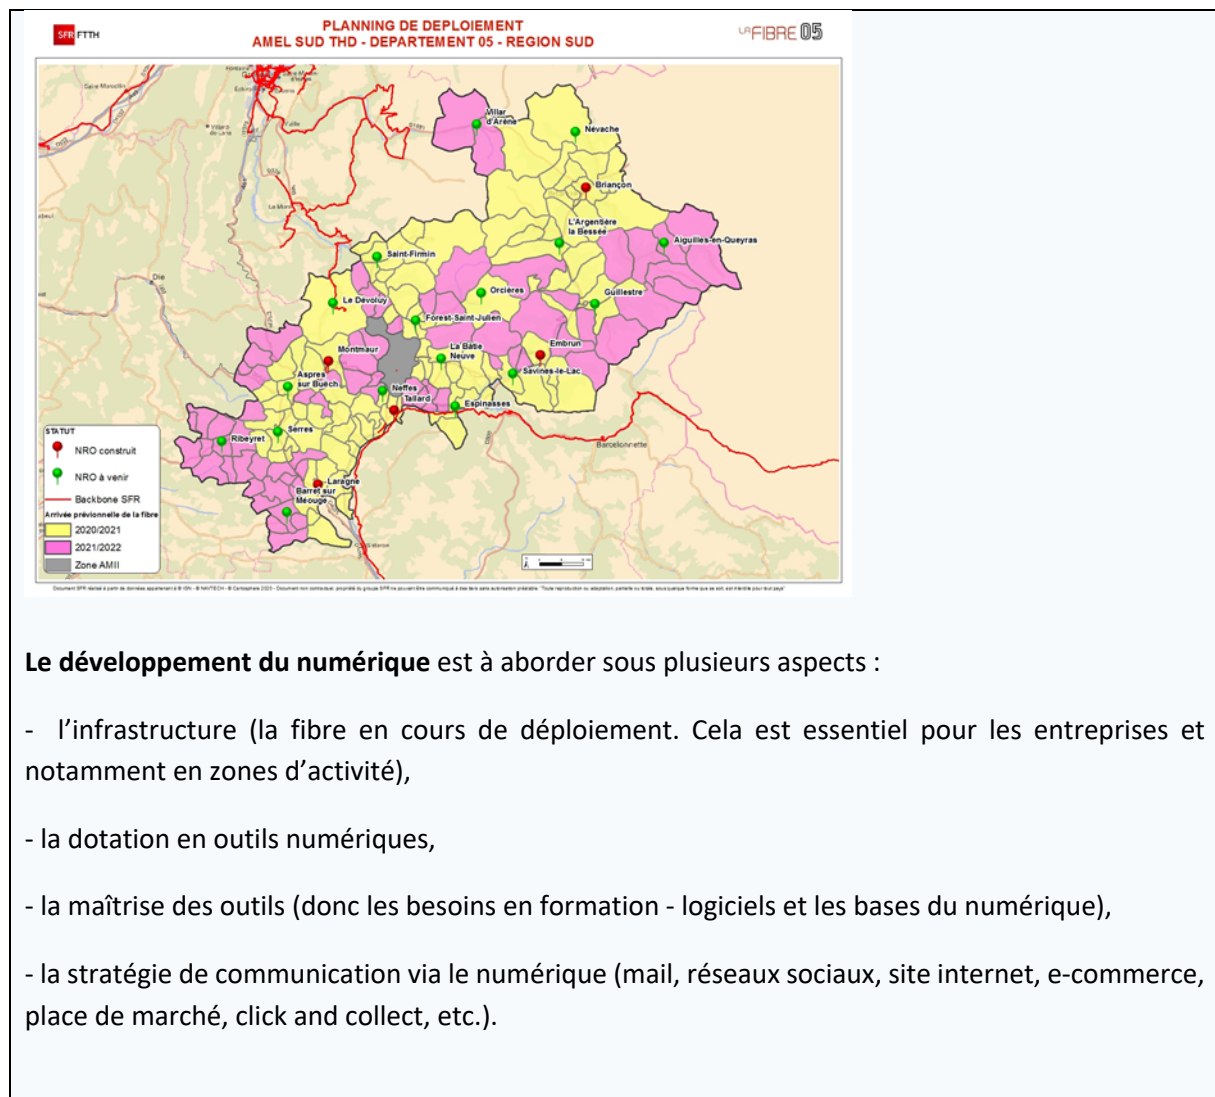 SFR FTTH
PLANNING DE DEPLOIEMENT
AMEL SUD THD - DEPARTEMENT 05 - REGION SUD
LA FIBRE 05
Villar
d'Arène
Névache
Briançon
L'Argentière
la Bessée
Aiguilles-en-Queyras
Saint-Firmin
Orcières
Guillestre
Le Dévoluy
Forest-Saint-Julien
Montmaur
La Bâtie
Neuve
Embrun
Savines-le-Lac
Aspres
sur Buëch
Neffes
Tallard
Espinasses
Barcelonnette
Ribeyret
Serres
Laragne
Barret sur
Méouge
Sisteron
Die
La Mure
STATUT
NRO construit
NRO à venir
Backbone SFR
Arrivée prévionnelle de la fibre
2020/2021
2021/2022
Zone AMII
Le développement du numérique est à aborder sous plusieurs aspects :
- l’infrastructure (la fibre en cours de déploiement. Cela est essentiel pour les entreprises et
notamment en zones d’activité),
- la dotation en outils numériques,
- la maîtrise des outils (donc les besoins en formation - logiciels et les bases du numérique),
- la stratégie de communication via le numérique (mail, réseaux sociaux, site internet, e-commerce,
place de marché, click and collect, etc.).